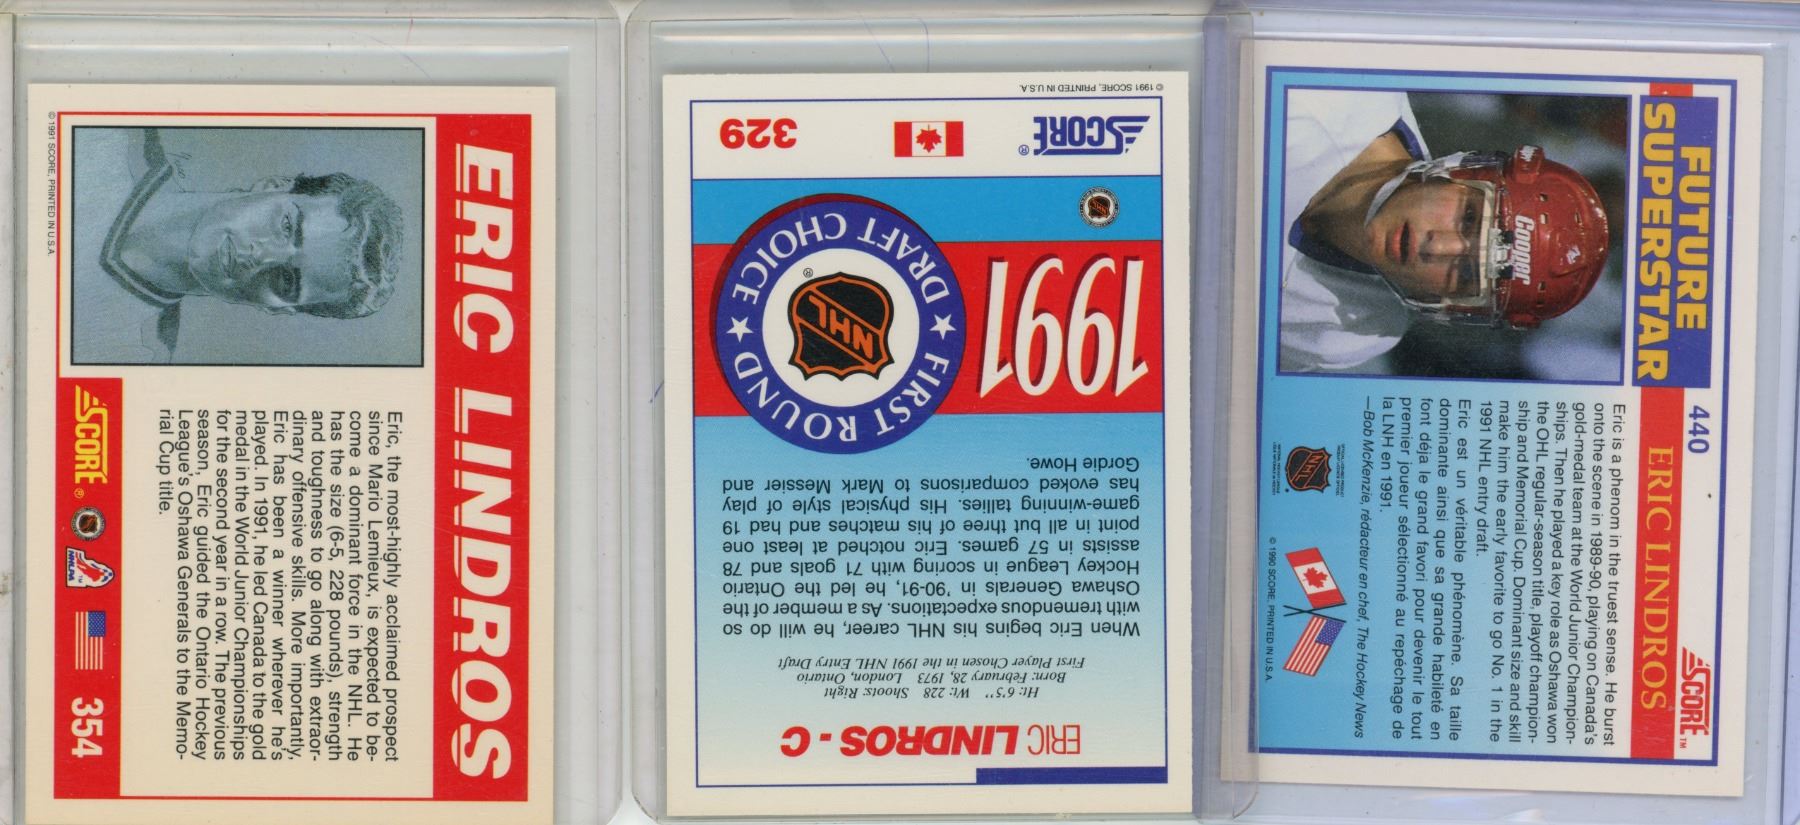 ERIC LINDROS
Eric, the most-highly acclaimed prospect
since Mario Lemieux, is expected to be-
come a dominant force in the NHL. He
has the size (6-5, 228 pounds), strength
and toughness to go along with extraor-
dinary offensive skills. More importantly,
Eric has been a winner wherever he's
played. In 1991, he led Canada to the gold
medal in the World Junior Championships
for the second year in a row. The previous
season, Eric guided the Ontario Hockey
League's Oshawa Generals to the Memo-
rial Cup title.
SCORE®
NHLPA
TM
354
© 1991 SCORE, PRINTED IN U.S.A.
ERIC LINDROS - C
Ht: 6'5" Wt: 228 Shoots: Right
Born: February 28, 1973 London, Ontario
First Player Chosen in the 1991 NHL Entry Draft
When Eric begins his NHL career, he will do so
with tremendous expectations. As a member of the
Oshawa Generals in '90-91, he led the Ontario
Hockey League in scoring with 71 goals and 78
assists in 57 games. Eric notched at least one
point in all but three of his matches and had 19
game-winning tallies. His physical style of play
has evoked comparisons to Mark Messier and
Gordie Howe.
1991
★ FIRST ROUND ★ DRAFT CHOICE
NHL
®
SCORE®
329
© 1991 SCORE, PRINTED IN U.S.A.
FUTURE
SUPERSTAR
440
SCORE™
ERIC LINDROS
Cooper
Eric is a phenom in the truest sense. He burst
onto the scene in 1989-90, playing on Canada's
gold-medal team at the World Junior Champion-
ships. Then he played a key role as Oshawa won
the OHL regular-season title, playoff champion-
ship and Memorial Cup. Dominant size and skill
make him the early favorite to go No. 1 in the
1991 NHL entry draft.
Eric est un véritable phénomène. Sa taille
dominante ainsi que sa grande habileté en
font déja le grand favori pour devenir le tout
premier joueur sélectionné au repéchage de
la LNH en 1991.
—Bob McKenzie, rédacteur en chef, The Hockey News
NHL
© 1990 SCORE, PRINTED IN U.S.A.